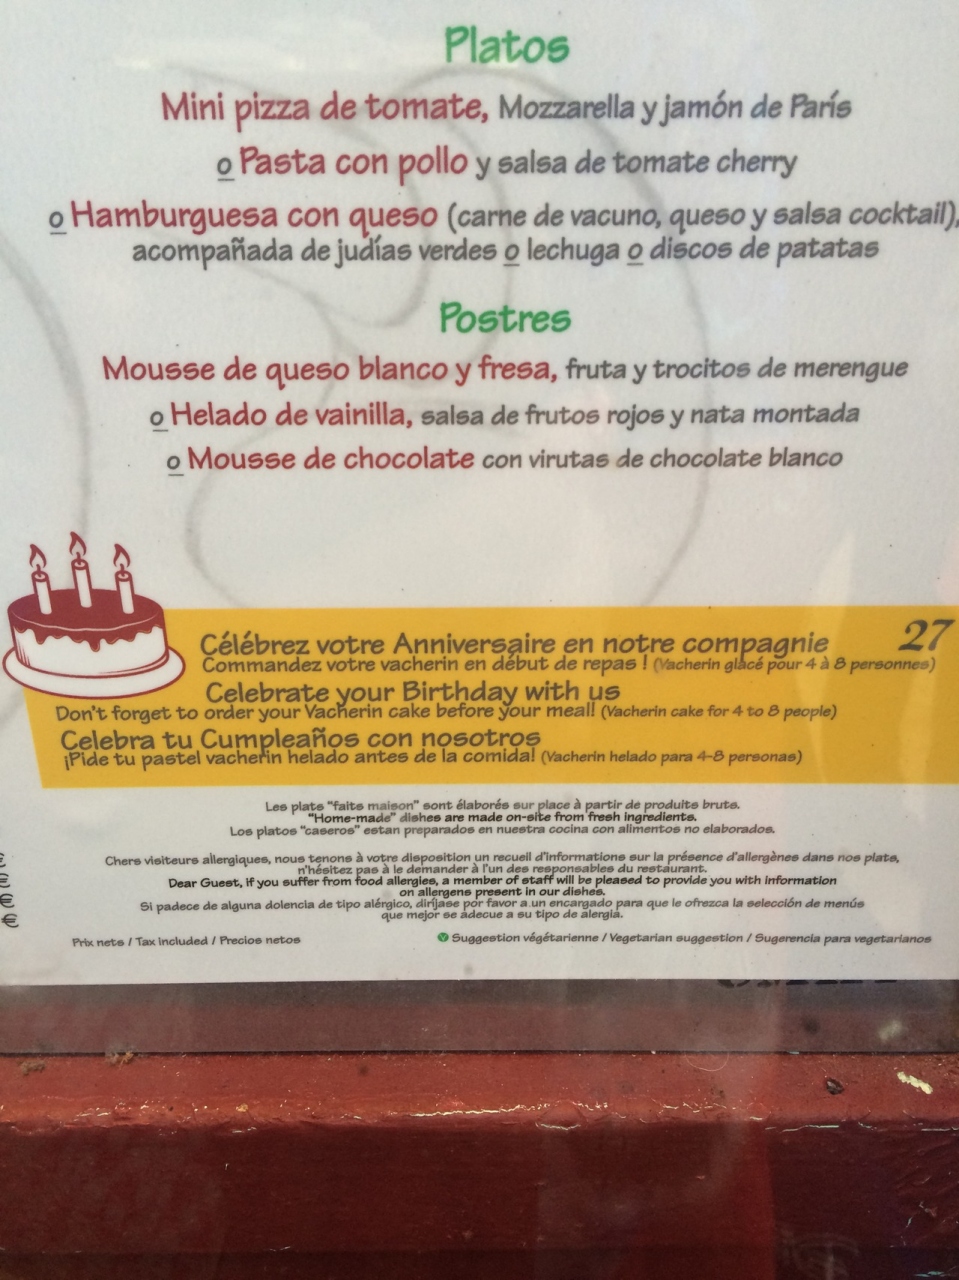 Platos
Mini pizza de tomate, Mozzarella y jamón de París
o Pasta con pollo y salsa de tomate cherry
o Hamburguesa con queso (carne de vacuno, queso y salsa cocktail),
acompañada de judías verdes o lechuga o discos de patatas
Postres
Mousse de queso blanco y fresa, fruta y trocitos de merengue
o Helado de vainilla, salsa de frutos rojos y nata montada
o Mousse de chocolate con virutas de chocolate blanco
Célébrez votre Anniversaire en notre compagnie 27
Commandez votre vacherin en début de repas ! (Vacherin glacé pour 4 à 8 personnes)
Celebrate your Birthday with us
Don't forget to order your Vacherin cake before your meal! (Vacherin cake for 4 to 8 people)
Celebra tu Cumpleaños con nosotros
¡Pide tu pastel vacherin helado antes de la comida! (Vacherin helado para 4-8 personas)
Les plats "faits maison" sont élaborés sur place à partir de produits bruts.
"Home-made" dishes are made on-site from fresh ingredients.
Los platos "caseros" estan preparados en nuestra cocina con alimentos no elaborados.
Chers visiteurs allergiques, nous tenons à votre disposition un recueil d'informations sur la présence d'allergènes dans nos plats,
n'hésitez pas à le demander à l'un des responsables du restaurant.
Dear Guest, if you suffer from food allergies, a member of staff will be pleased to provide you with information
on allergens present in our dishes.
Si padece de alguna dolencia de tipo alérgico, diríjase por favor a un encargado para que le ofrezca la selección de menús
que mejor se adecue a su tipo de alergia.
€
€
€
€
Prix nets / Tax included / Precios netos
V Suggestion végétarienne / Vegetarian suggestion / Sugerencia para vegetarianos